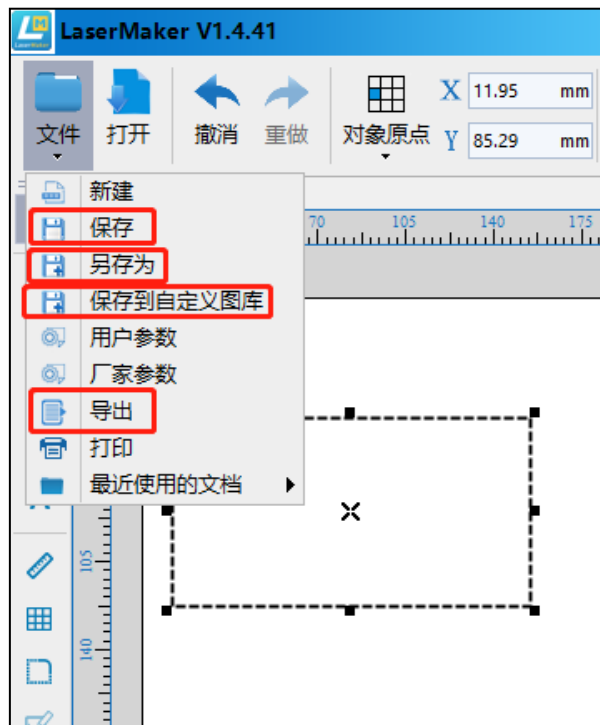 LaserMaker V1.4.41
文件 打开 撤消 重做 对象原点 X 11.95 mm
Y 85.29 mm
新建
保存
另存为
保存到自定义图库
用户参数
厂家参数
导出
打印
最近使用的文档
70 105 140 175
105
140